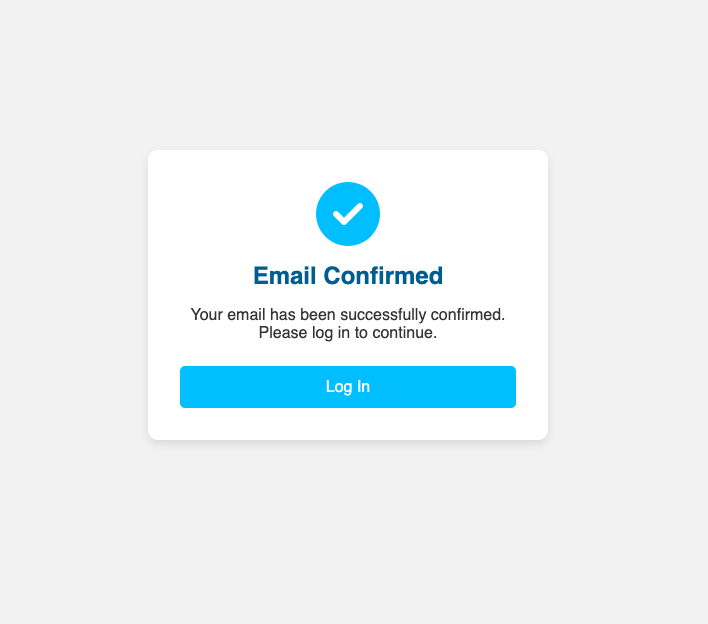 Email Confirmed
Your email has been successfully confirmed.
Please log in to continue.
Log In